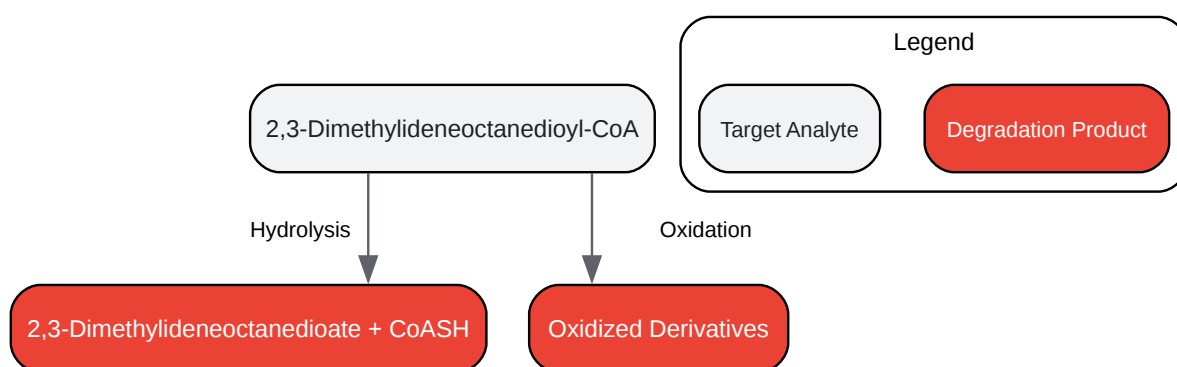 Legend
2,3-Dimethylideneoctanedioyl-CoA
Target Analyte
Degradation Product
Hydrolysis
Oxidation
2,3-Dimethylideneoctanedioate + CoASH
Oxidized Derivatives